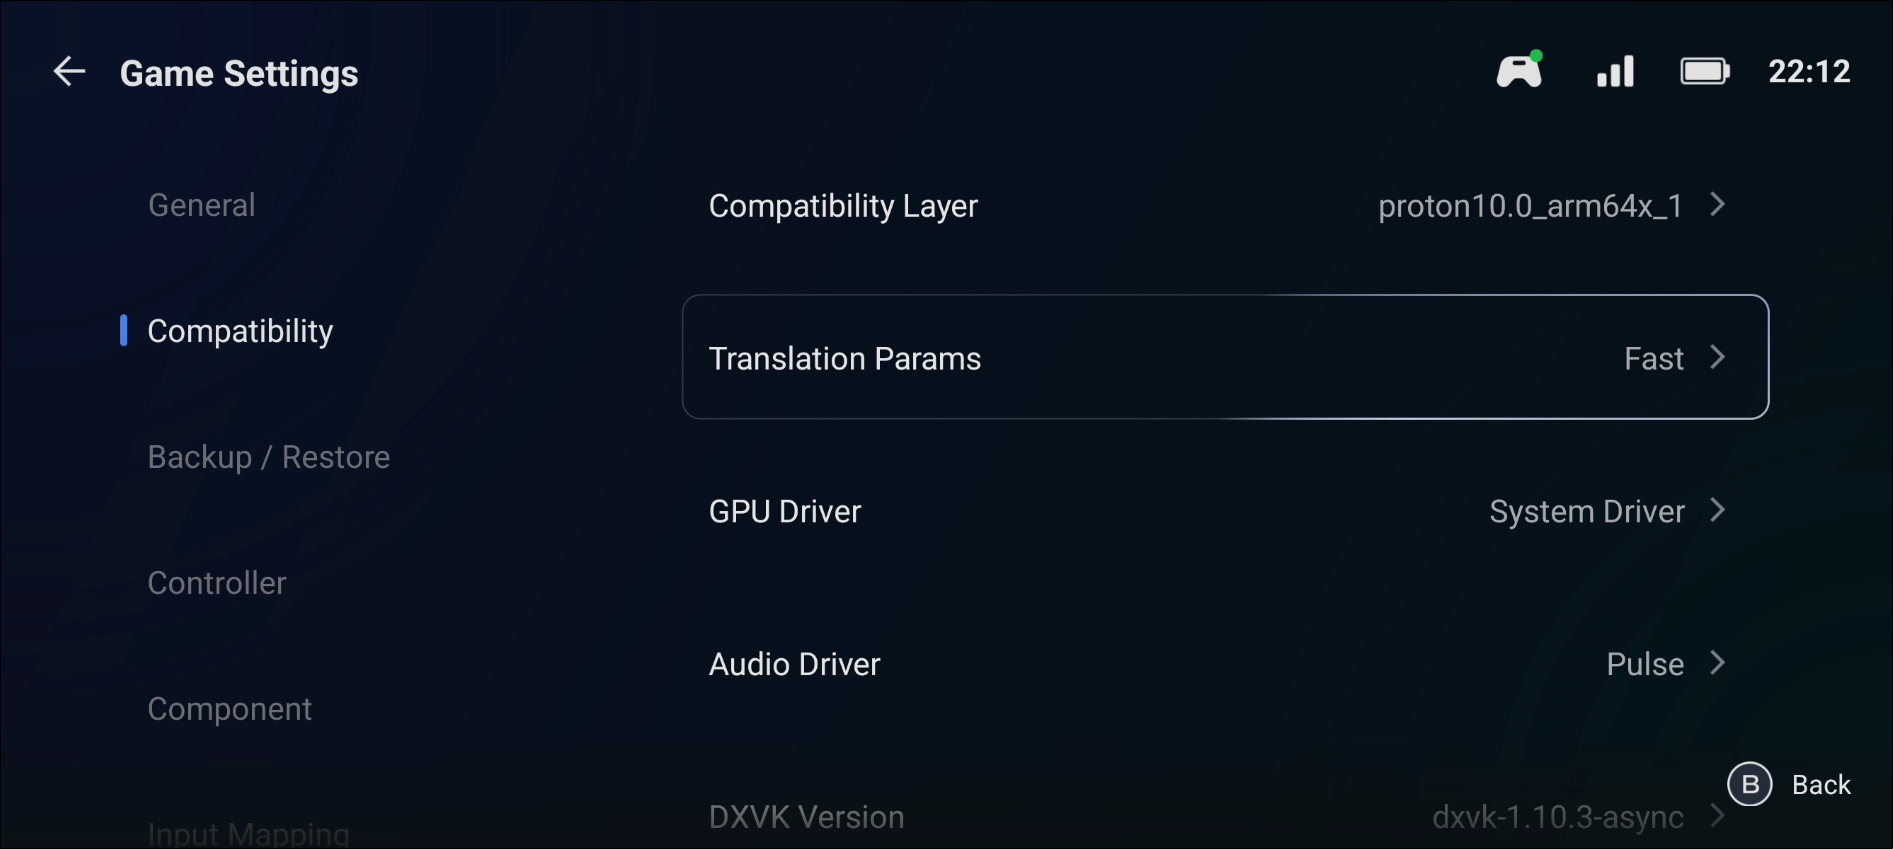 Game Settings
22:12
General
Compatibility
Backup / Restore
Controller
Component
Input Mapping
Compatibility Layer
proton10.0_arm64x_1
Translation Params
Fast
GPU Driver
System Driver
Audio Driver
Pulse
DXVK Version
dxvk-1.10.3-async
B Back